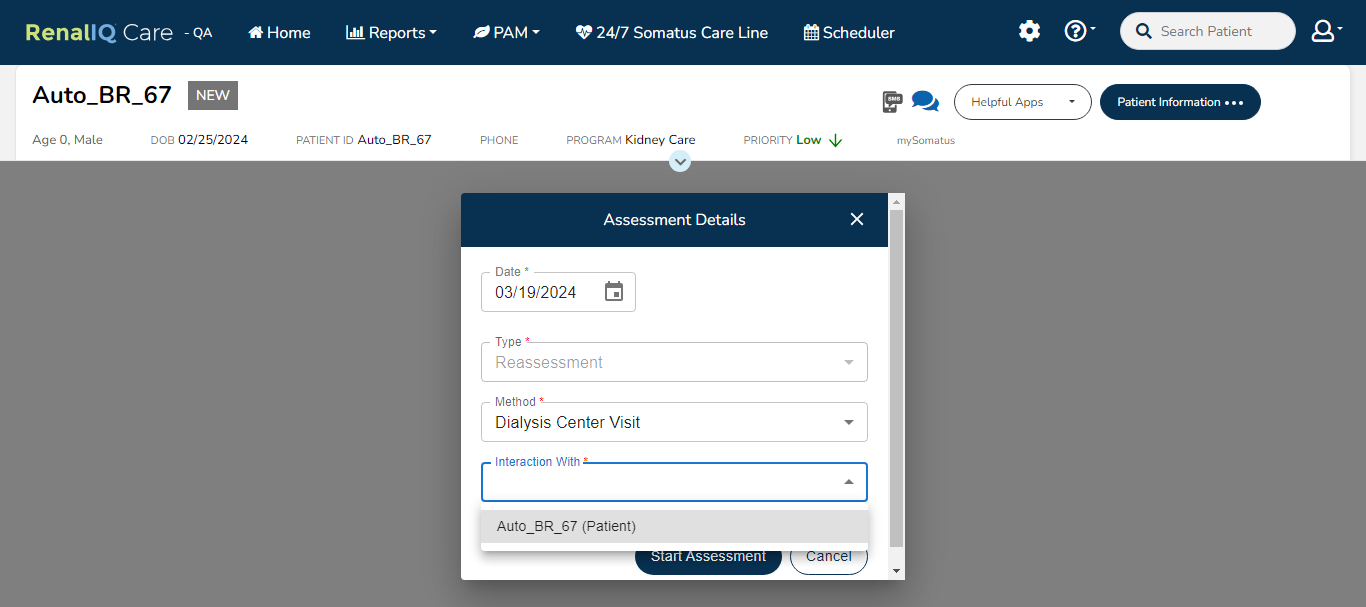 RenalIQ Care - QA Home Reports PAM 24/7 Somatus Care Line Scheduler Search Patient
Auto_BR_67 NEW
SMS Helpful Apps Patient Information •••
Age 0, Male DOB 02/25/2024 PATIENT ID Auto_BR_67 PHONE PROGRAM Kidney Care PRIORITY Low mySomatus
Assessment Details
Date *
03/19/2024
Type *
Reassessment
Method *
Dialysis Center Visit
Interaction With *
Auto_BR_67 (Patient)
Start Assessment Cancel